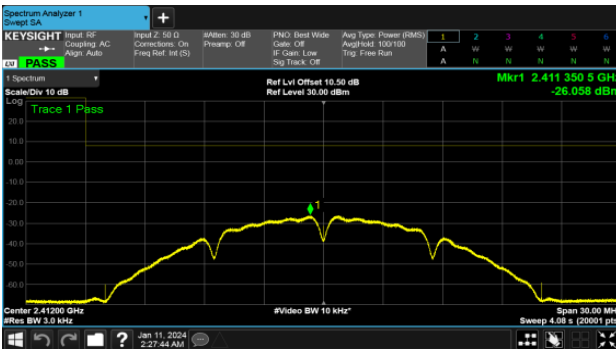 Spectrum Analyzer 1
Swept SA
+
KEYSIGHT Input: RF Input Z: 50 Ω #Atten: 30 dB PNO: Best Wide Avg Type: Power (RMS) 1 2 3 4 5 6
Coupling: AC Corrections: On Preamp: Off Gate: Off Avg|Hold: 100/100 A W W W W W
Align: Auto Freq Ref: Int (S) IF Gain: Low Trig: Free Run
Sig Track: Off A N N N N N
LXI PASS
1 Spectrum Ref Lvl Offset 10.50 dB Mkr1 2.411 350 5 GHz
Scale/Div 10 dB Ref Level 30.00 dBm -26.058 dBm
Log
Trace 1 Pass
20.0
10.0
0.00
-10.0
-20.0
1
-30.0
-40.0
-50.0
-60.0
Center 2.41200 GHz #Video BW 10 kHz* Span 30.00 MHz
#Res BW 3.0 kHz Sweep 4.08 s (20001 pts)
? Jan 11, 2024
2:27:44 AM